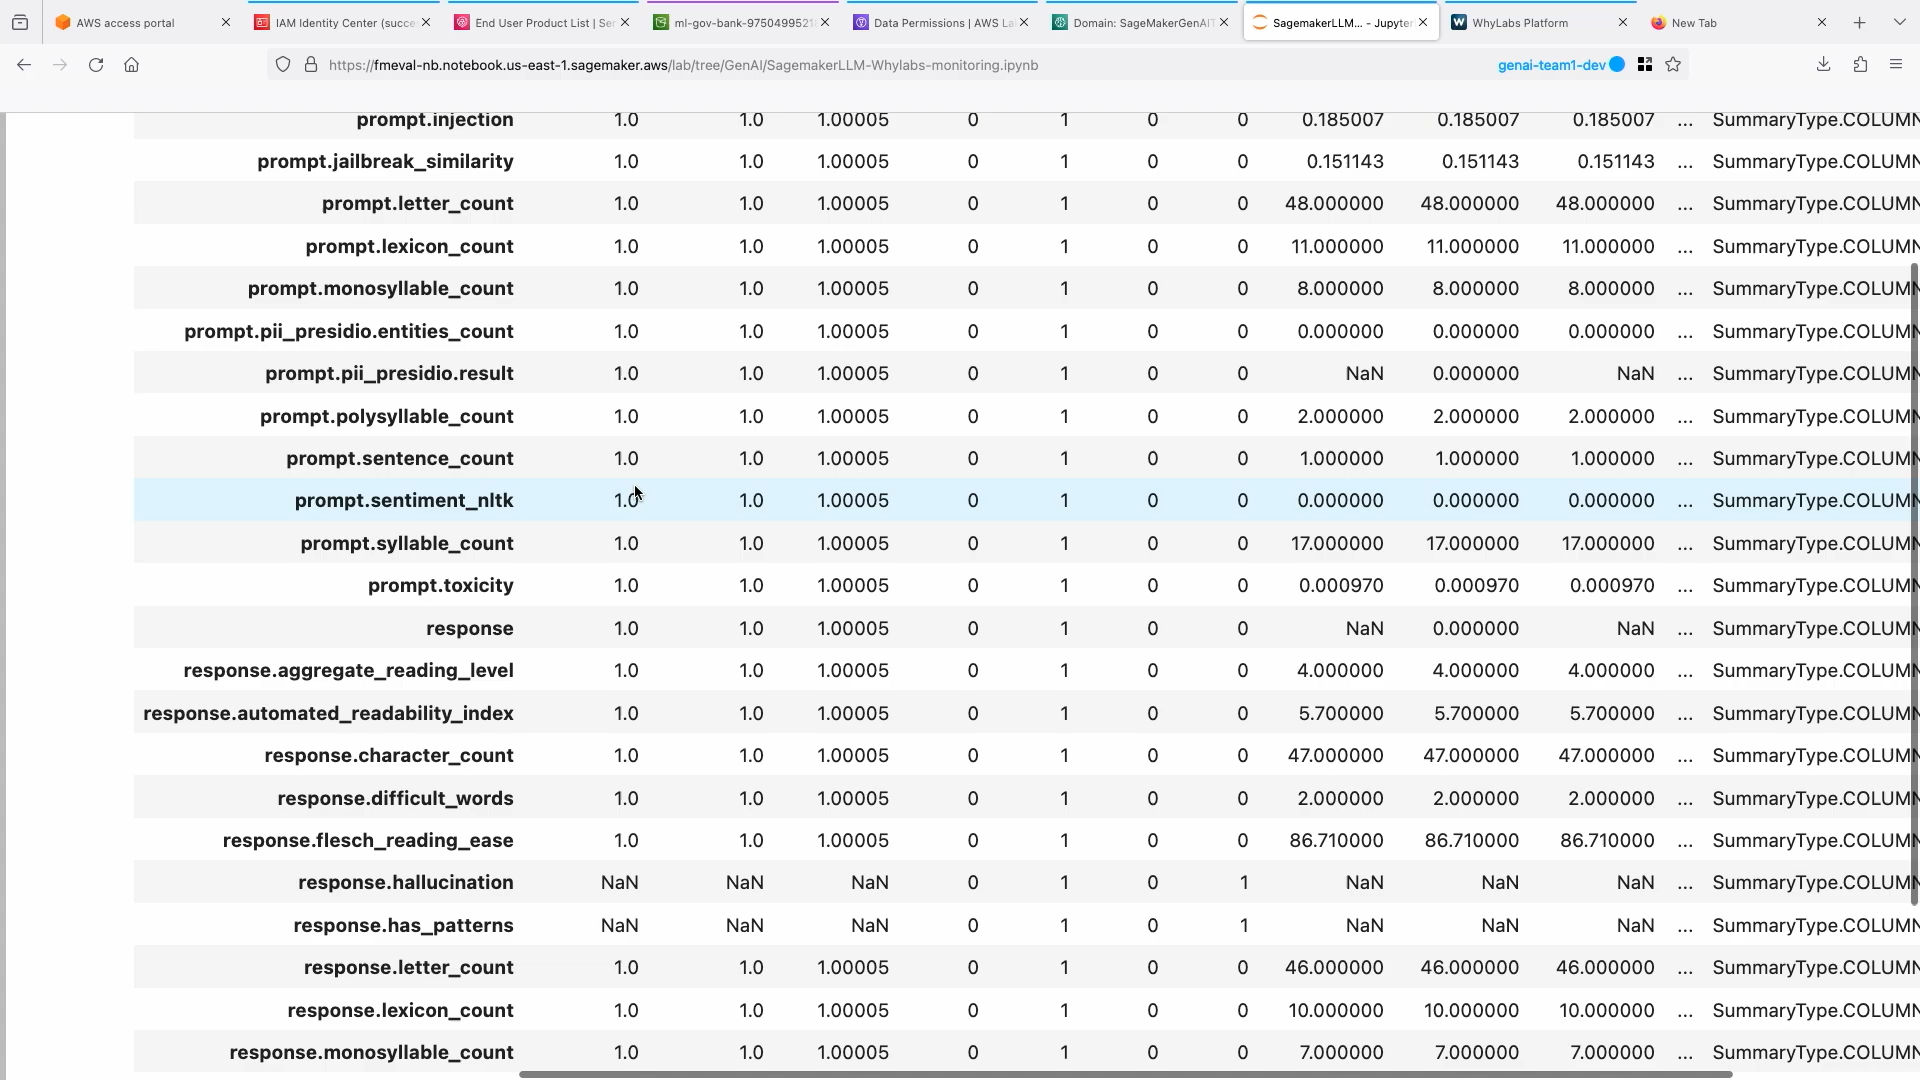 AWS access portal
IAM Identity Center (succe
End User Product List | Ser
ml-gov-bank-9750499521
Data Permissions | AWS La
Domain: SageMakerGenAIT
SagemakerLLM... - Jupyter
WhyLabs Platform
New Tab
https://fmeval-nb.notebook.us-east-1.sagemaker.aws/lab/tree/GenAI/SagemakerLLM-Whylabs-monitoring.ipynb
genai-team1-dev
prompt.injection 1.0 1.0 1.00005 0 1 0 0 0.185007 0.185007 0.185007 ... SummaryType.COLUMN
prompt.jailbreak_similarity 1.0 1.0 1.00005 0 1 0 0 0.151143 0.151143 0.151143 ... SummaryType.COLUMN
prompt.letter_count 1.0 1.0 1.00005 0 1 0 0 48.000000 48.000000 48.000000 ... SummaryType.COLUMN
prompt.lexicon_count 1.0 1.0 1.00005 0 1 0 0 11.000000 11.000000 11.000000 ... SummaryType.COLUMN
prompt.monosyllable_count 1.0 1.0 1.00005 0 1 0 0 8.000000 8.000000 8.000000 ... SummaryType.COLUMN
prompt.pii_presidio.entities_count 1.0 1.0 1.00005 0 1 0 0 0.000000 0.000000 0.000000 ... SummaryType.COLUMN
prompt.pii_presidio.result 1.0 1.0 1.00005 0 1 0 0 NaN 0.000000 NaN ... SummaryType.COLUMN
prompt.polysyllable_count 1.0 1.0 1.00005 0 1 0 0 2.000000 2.000000 2.000000 ... SummaryType.COLUMN
prompt.sentence_count 1.0 1.0 1.00005 0 1 0 0 1.000000 1.000000 1.000000 ... SummaryType.COLUMN
prompt.sentiment_nltk 1.0 1.0 1.00005 0 1 0 0 0.000000 0.000000 0.000000 ... SummaryType.COLUMN
prompt.syllable_count 1.0 1.0 1.00005 0 1 0 0 17.000000 17.000000 17.000000 ... SummaryType.COLUMN
prompt.toxicity 1.0 1.0 1.00005 0 1 0 0 0.000970 0.000970 0.000970 ... SummaryType.COLUMN
response 1.0 1.0 1.00005 0 1 0 0 NaN 0.000000 NaN ... SummaryType.COLUMN
response.aggregate_reading_level 1.0 1.0 1.00005 0 1 0 0 4.000000 4.000000 4.000000 ... SummaryType.COLUMN
response.automated_readability_index 1.0 1.0 1.00005 0 1 0 0 5.700000 5.700000 5.700000 ... SummaryType.COLUMN
response.character_count 1.0 1.0 1.00005 0 1 0 0 47.000000 47.000000 47.000000 ... SummaryType.COLUMN
response.difficult_words 1.0 1.0 1.00005 0 1 0 0 2.000000 2.000000 2.000000 ... SummaryType.COLUMN
response.flesch_reading_ease 1.0 1.0 1.00005 0 1 0 0 86.710000 86.710000 86.710000 ... SummaryType.COLUMN
response.hallucination NaN NaN NaN 0 1 0 1 NaN NaN NaN ... SummaryType.COLUMN
response.has_patterns NaN NaN NaN 0 1 0 1 NaN NaN NaN ... SummaryType.COLUMN
response.letter_count 1.0 1.0 1.00005 0 1 0 0 46.000000 46.000000 46.000000 ... SummaryType.COLUMN
response.lexicon_count 1.0 1.0 1.00005 0 1 0 0 10.000000 10.000000 10.000000 ... SummaryType.COLUMN
response.monosyllable_count 1.0 1.0 1.00005 0 1 0 0 7.000000 7.000000 7.000000 ... SummaryType.COLUMN